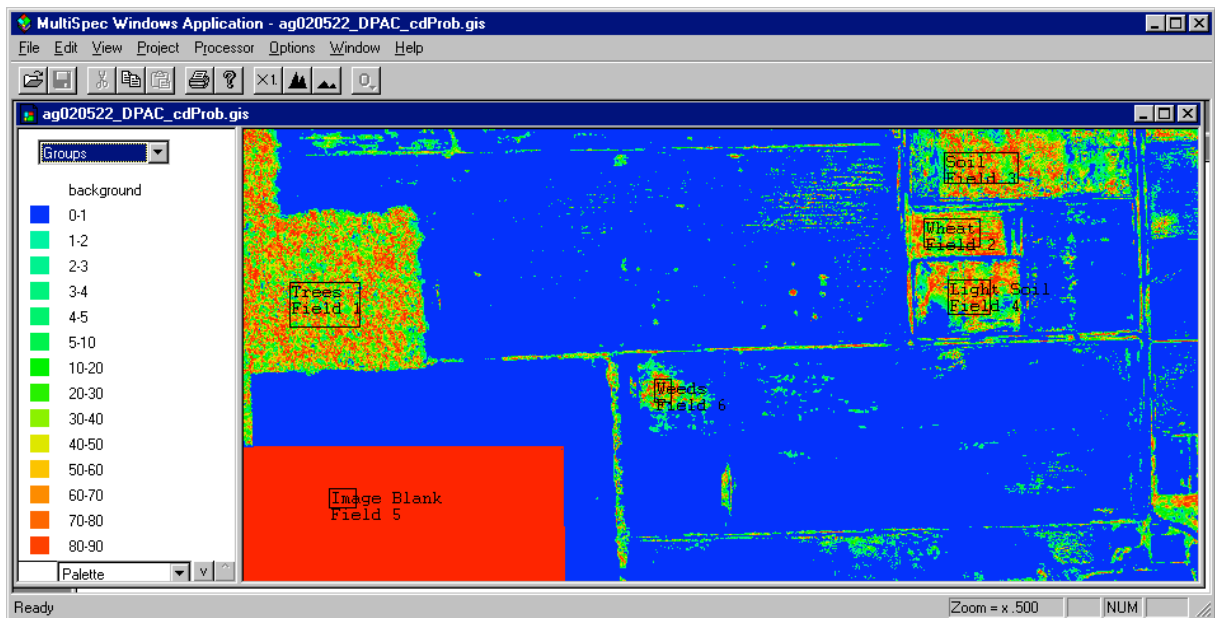 MultiSpec Windows Application - ag020522_DPAC_cdProb.gis
File Edit View Project Processor Options Window Help
×1.
ag020522_DPAC_cdProb.gis
Groups
background
0-1
1-2
2-3
3-4
4-5
5-10
10-20
20-30
30-40
40-50
50-60
60-70
70-80
80-90
Palette
Soil
Field 3
Wheat
Field 2
Trees
Field 1
Light Soil
Field 4
Weeds
Field 6
Image Blank
Field 5
Ready
Zoom = x .500
NUM